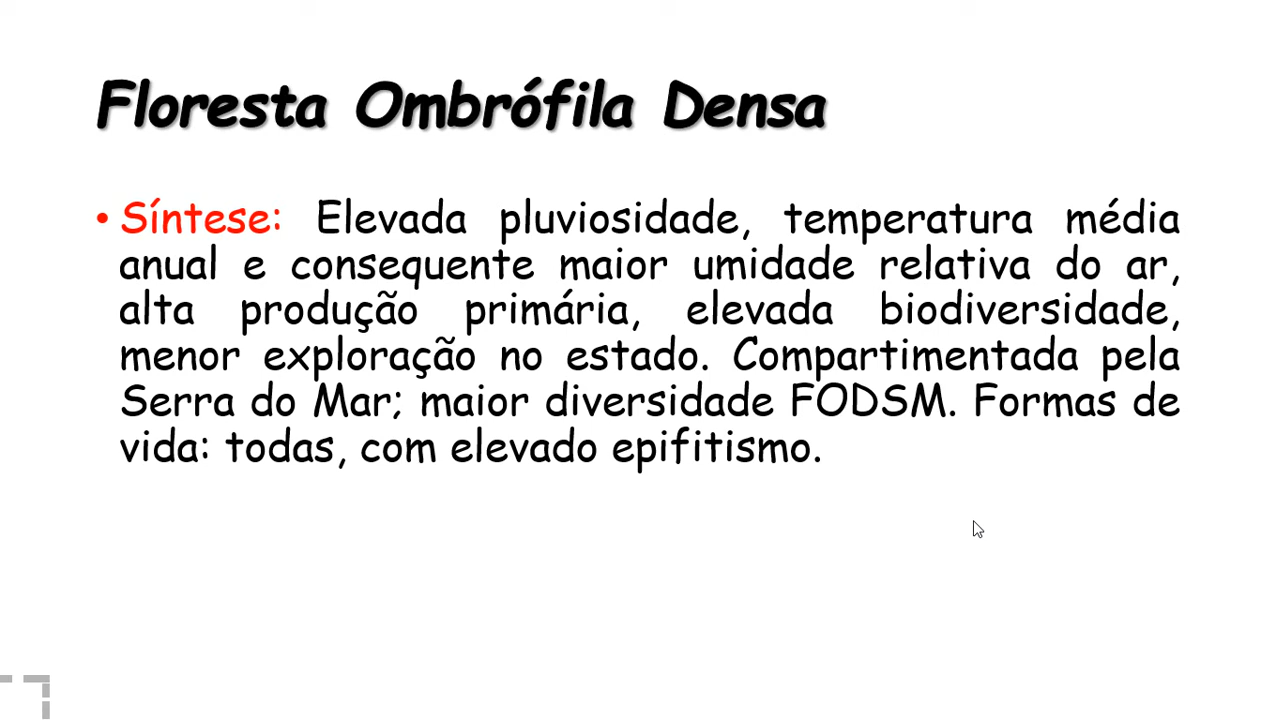 Floresta Ombrófila Densa
• Síntese: Elevada pluviosidade, temperatura média
anual e consequente maior umidade relativa do ar,
alta produção primária, elevada biodiversidade,
menor exploração no estado. Compartimentada pela
Serra do Mar; maior diversidade FODSM. Formas de
vida: todas, com elevado epifitismo.